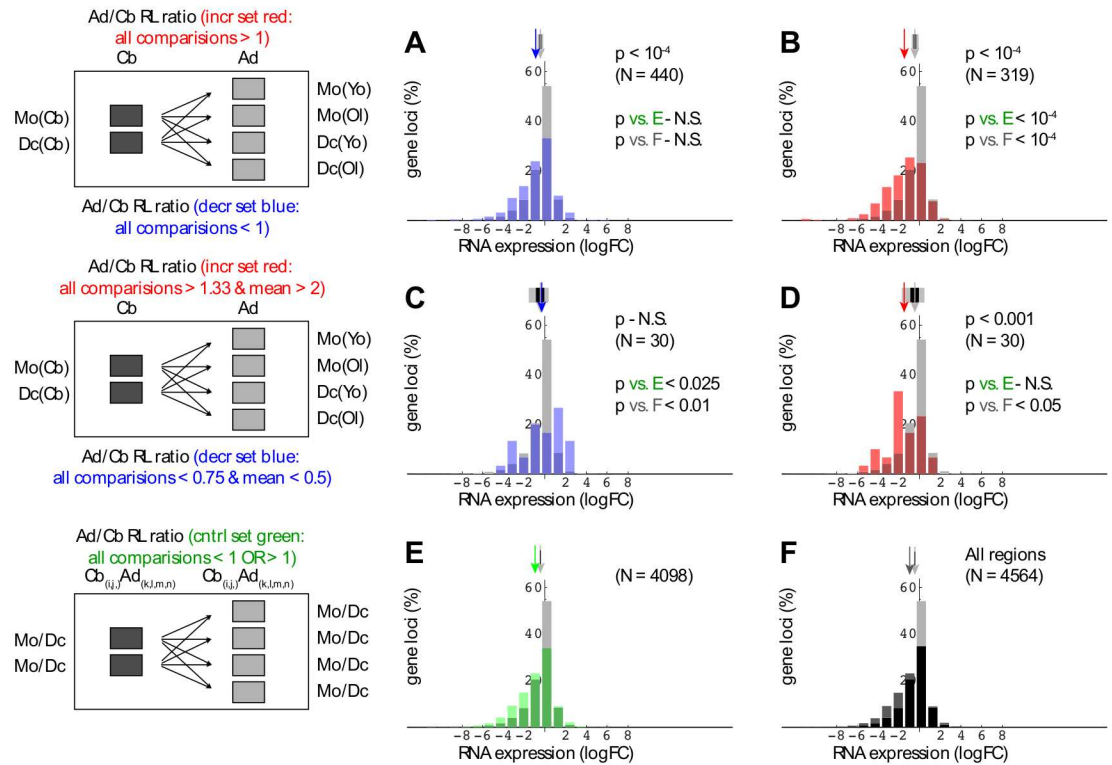 Ad/Cb RL ratio (incr set red:
all comparisions > 1)
Cb Ad
Mo(Cb)
Dc(Cb)
Mo(Yo)
Mo(Ol)
Dc(Yo)
Dc(Ol)
Ad/Cb RL ratio (decr set blue:
all comparisions < 1)
A
p < 10⁻⁴
(N = 440)
p vs. E - N.S.
p vs. F - N.S.
gene loci (%)
60
40
20
-8 -6 -4 -2 0 2 4 6 8
RNA expression (logFC)
B
p < 10⁻⁴
(N = 319)
p vs. E < 10⁻⁴
p vs. F < 10⁻⁴
gene loci (%)
60
40
20
-8 -6 -4 -2 0 2 4 6 8
RNA expression (logFC)
Ad/Cb RL ratio (incr set red:
all comparisions > 1.33 & mean > 2)
Cb Ad
Mo(Cb)
Dc(Cb)
Mo(Yo)
Mo(Ol)
Dc(Yo)
Dc(Ol)
Ad/Cb RL ratio (decr set blue:
all comparisions < 0.75 & mean < 0.5)
C
p - N.S.
(N = 30)
p vs. E < 0.025
p vs. F < 0.01
gene loci (%)
60
40
20
-8 -6 -4 -2 0 2 4 6 8
RNA expression (logFC)
D
p < 0.001
(N = 30)
p vs. E - N.S.
p vs. F < 0.05
gene loci (%)
60
40
20
-8 -6 -4 -2 0 2 4 6 8
RNA expression (logFC)
Ad/Cb RL ratio (cntrl set green:
all comparisions < 1 OR > 1)
Cb(i,j,)Ad(k,l,m,n) Cb(i,j,)Ad(k,l,m,n)
Mo/Dc
Mo/Dc
Mo/Dc
Mo/Dc
Mo/Dc
Mo/Dc
E
(N = 4098)
gene loci (%)
60
40
20
-8 -6 -4 -2 0 2 4 6 8
RNA expression (logFC)
F
All regions
(N = 4564)
gene loci (%)
60
40
20
-8 -6 -4 -2 0 2 4 6 8
RNA expression (logFC)